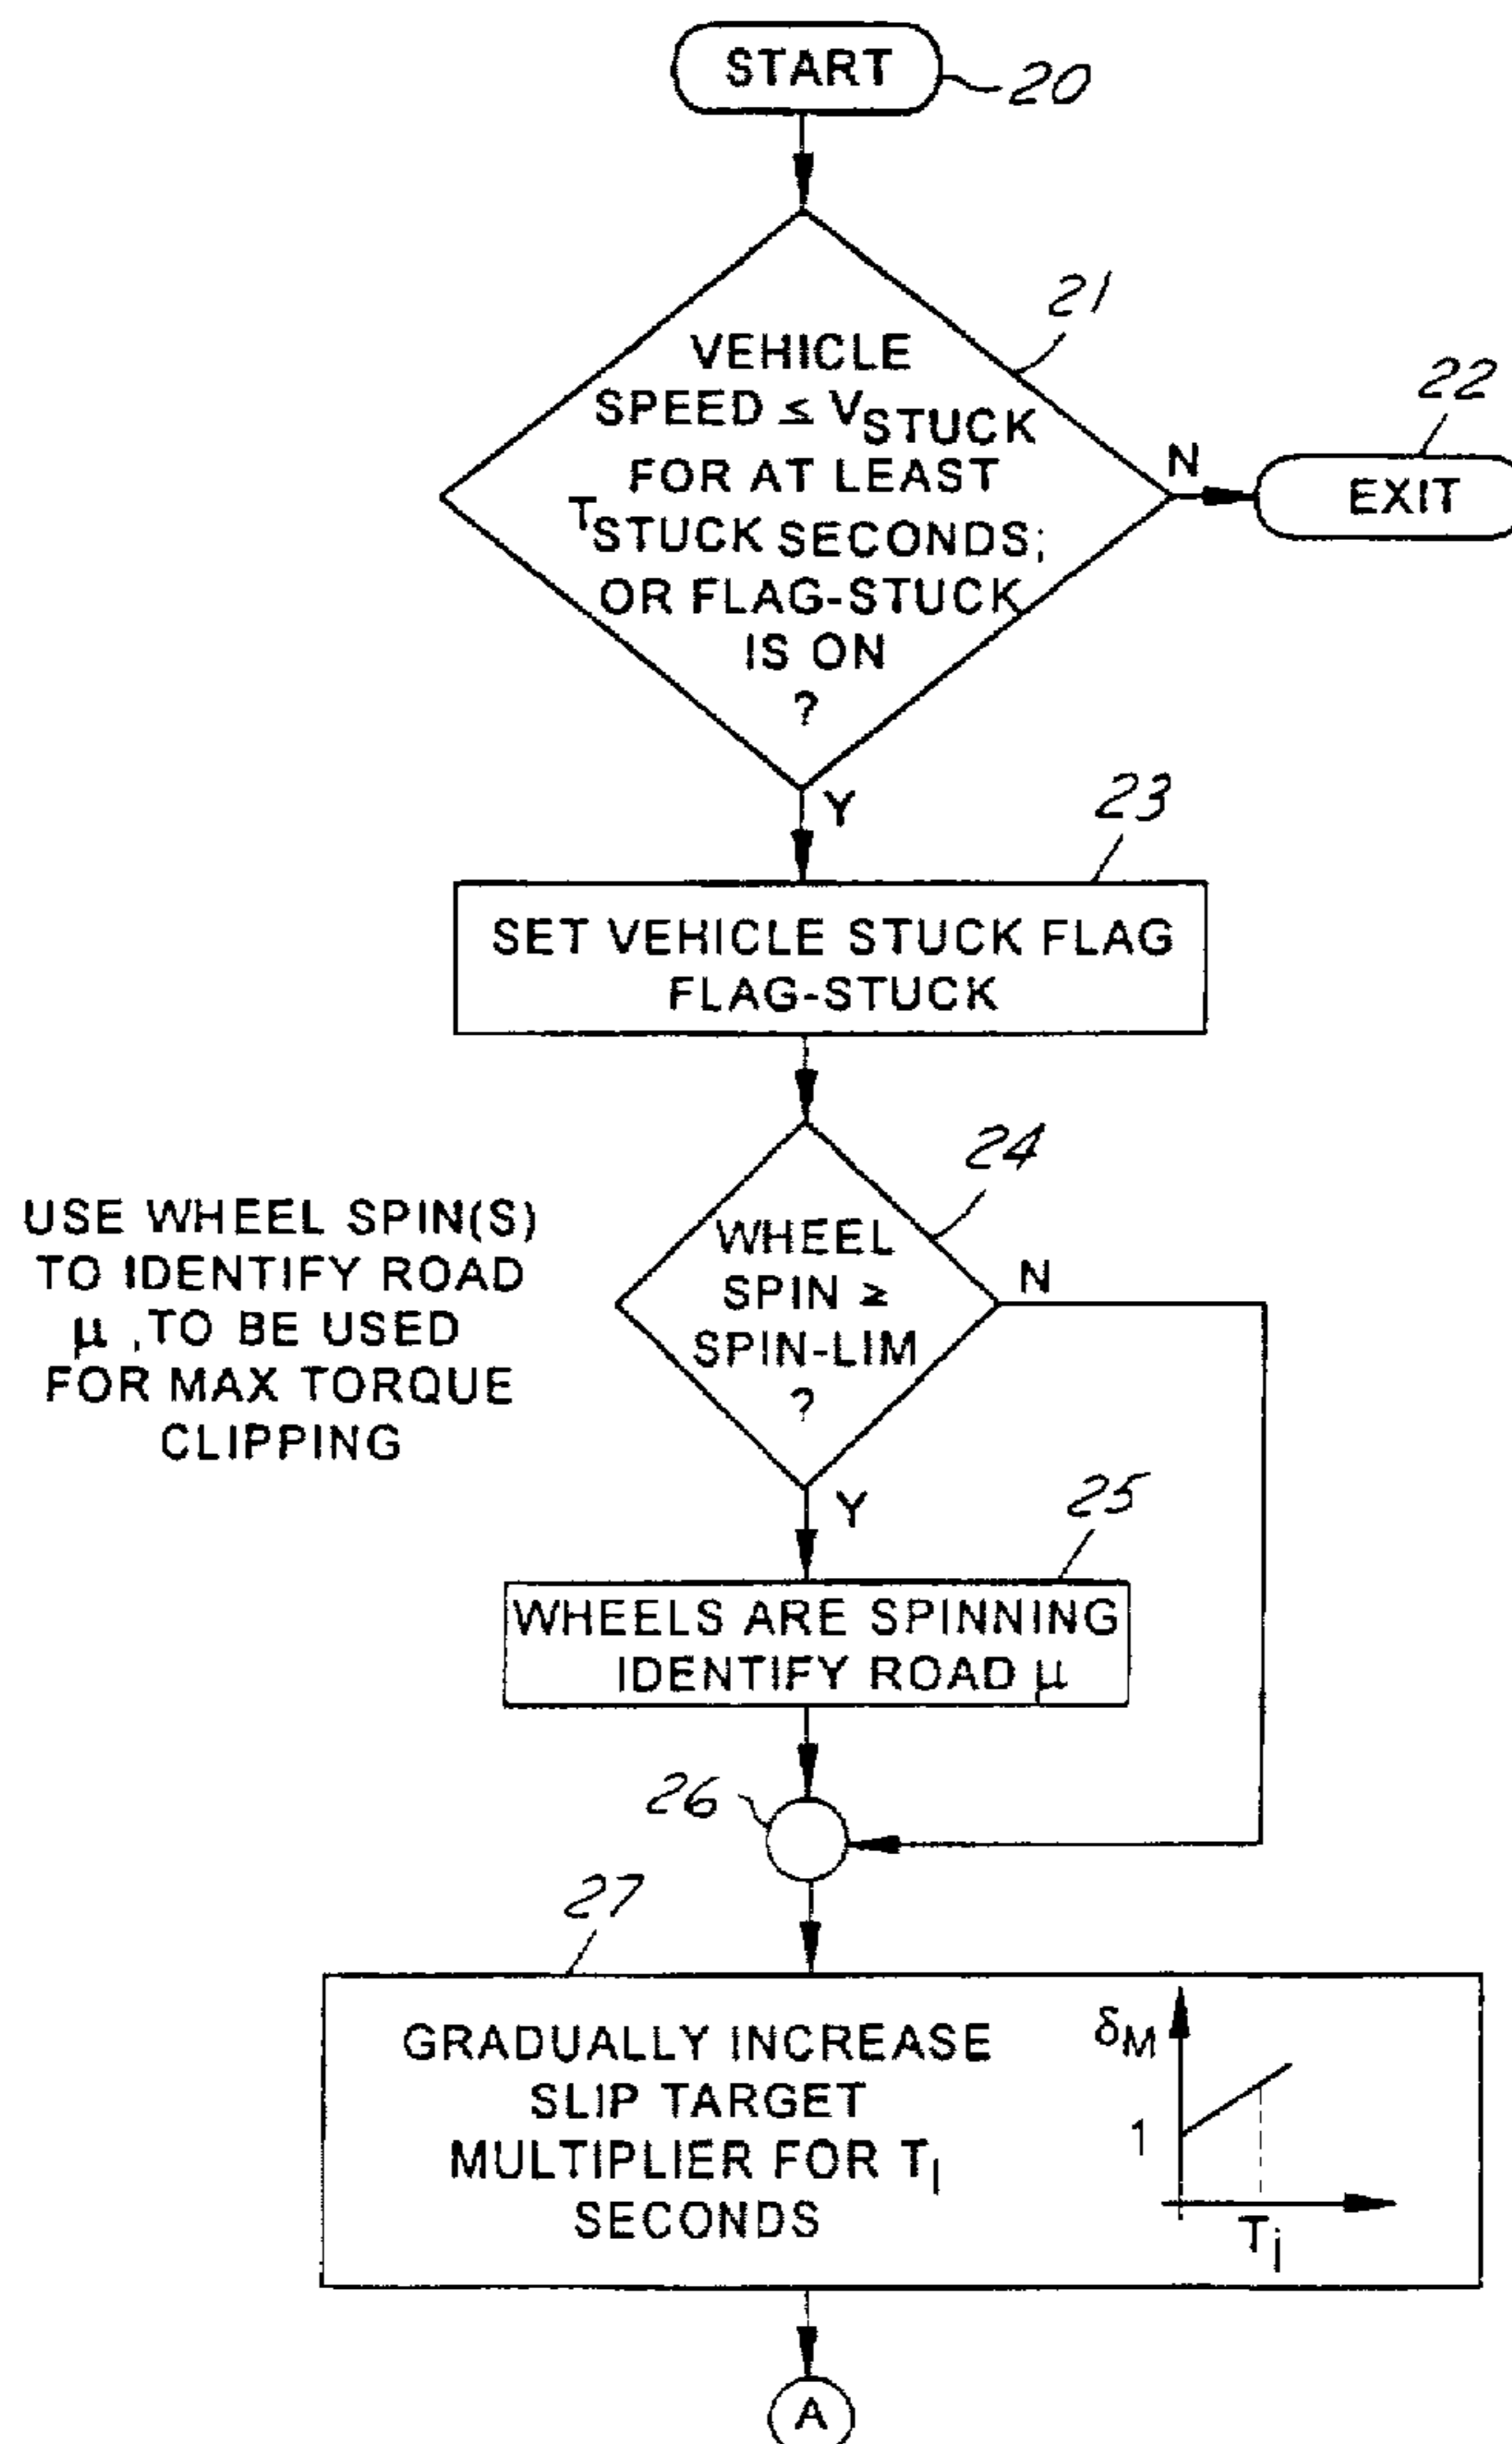 START
20
21
VEHICLE
SPEED ≤ VSTUCK
FOR AT LEAST
TSTUCK SECONDS;
OR FLAG-STUCK
IS ON
?
N
22
EXIT
Y
23
SET VEHICLE STUCK FLAG
FLAG-STUCK
24
USE WHEEL SPIN(S)
TO IDENTIFY ROAD
μ , TO BE USED
FOR MAX TORQUE
CLIPPING
WHEEL
SPIN ≥
SPIN-LIM
?
N
Y
25
WHEELS ARE SPINNING
IDENTIFY ROAD μ
26
27
GRADUALLY INCREASE
SLIP TARGET
MULTIPLIER FOR TI
SECONDS
δM
1
Ti
A